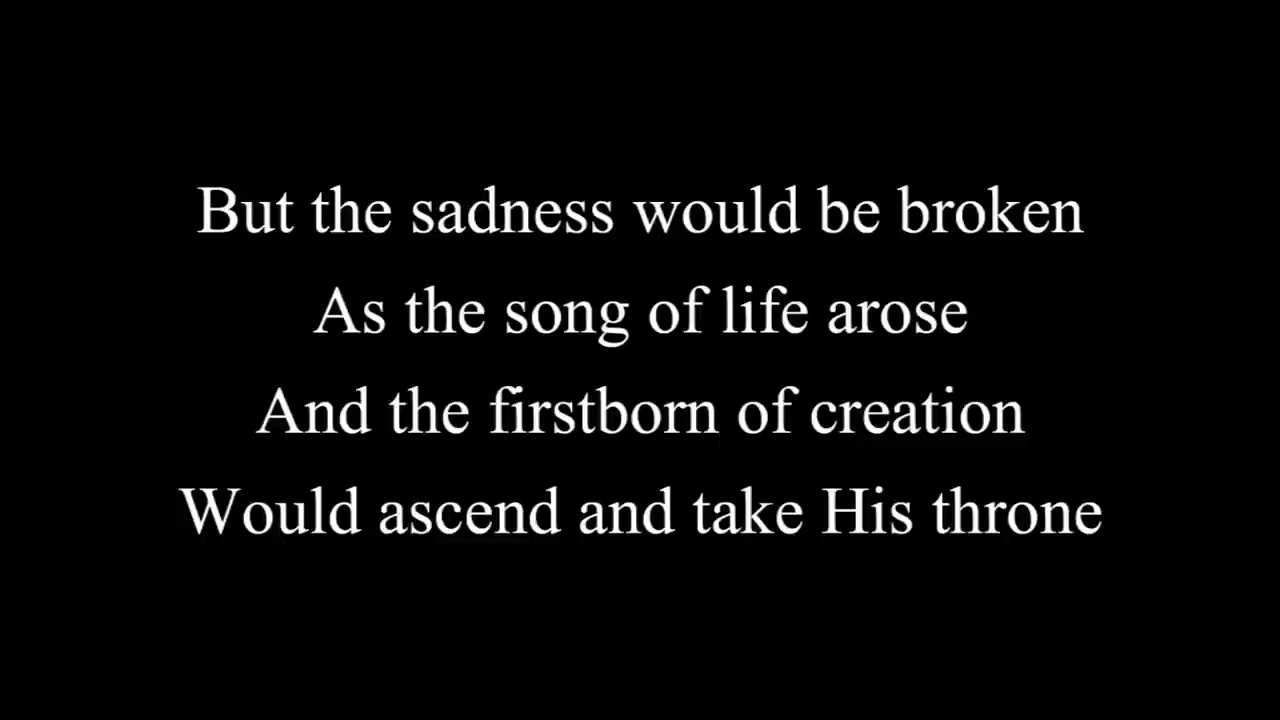 But the sadness would be broken
As the song of life arose
And the firstborn of creation
Would ascend and take His throne